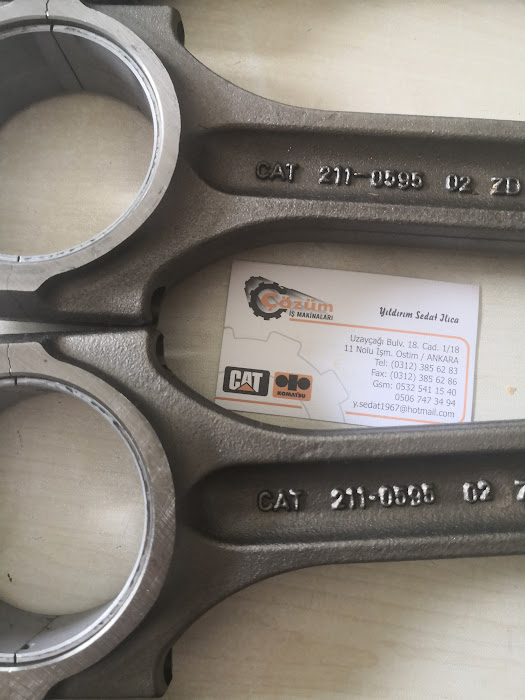 CAT 211-0595 02 ZD
Çözüm
İŞ MAKİNALARI
Yıldırım Sedat Ilıca
Uzayçağı Bulv. 18. Cad. 1/18
11 Nolu İşm. Ostim / ANKARA
Tel: (0312) 385 62 83
Fax: (0312) 385 62 86
Gsm: 0532 541 15 40
0506 747 34 94
y.sedat1967@hotmail.com
CAT
KOMATSU
CAT 211-0595 02 Z